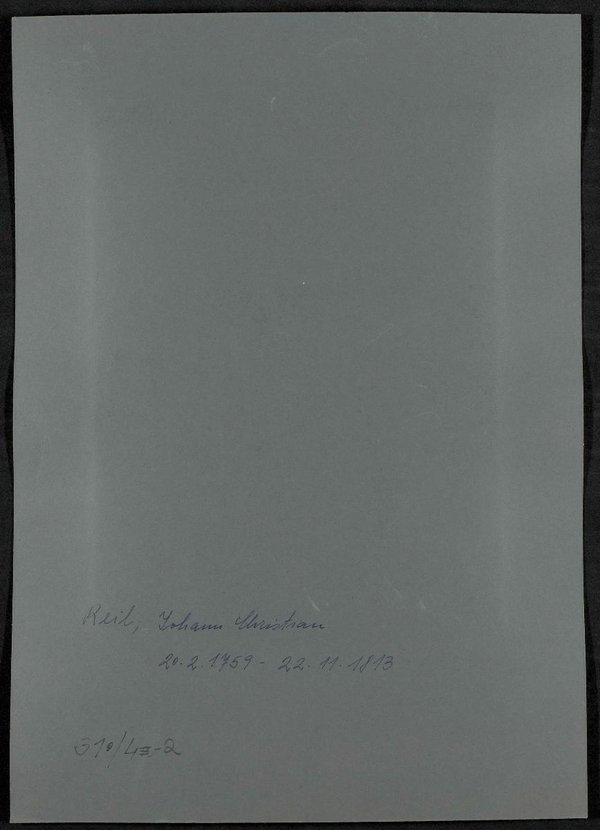 Reil, Johann Christian
20.2.1759 - 22.11.1813